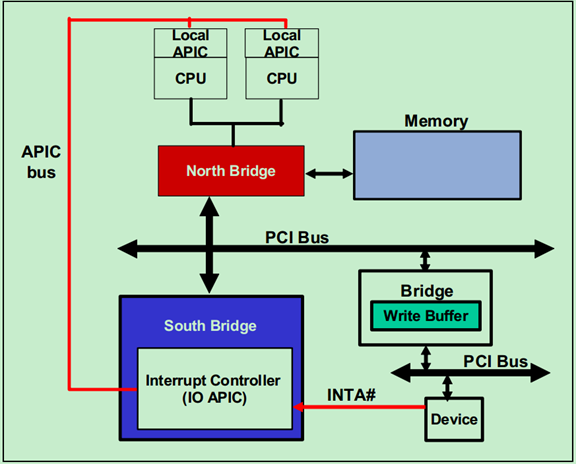 Local
APIC
CPU
Local
APIC
CPU
APIC
bus
Memory
North Bridge
PCI Bus
Bridge
Write Buffer
South Bridge
Interrupt Controller
(IO APIC)
INTA#
PCI Bus
Device